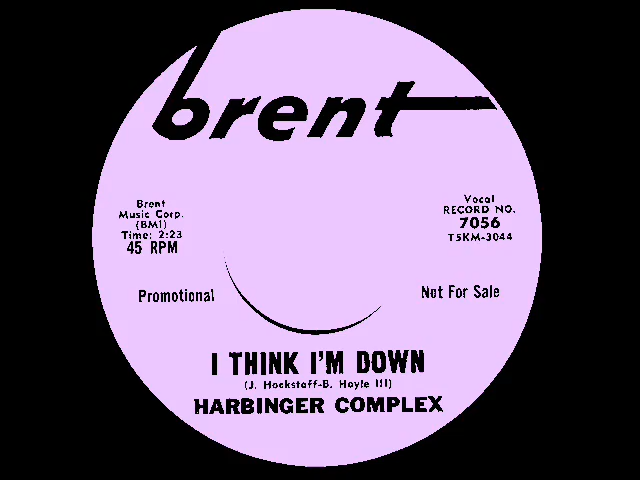 brent
Brent
Music Corp.
(BMI)
Time: 2:23
45 RPM
Vocal
RECORD NO.
7056
T5KM-3044
Promotional
Not For Sale
I THINK I'M DOWN
(J. Hockstaff-B. Hoyle III)
HARBINGER COMPLEX